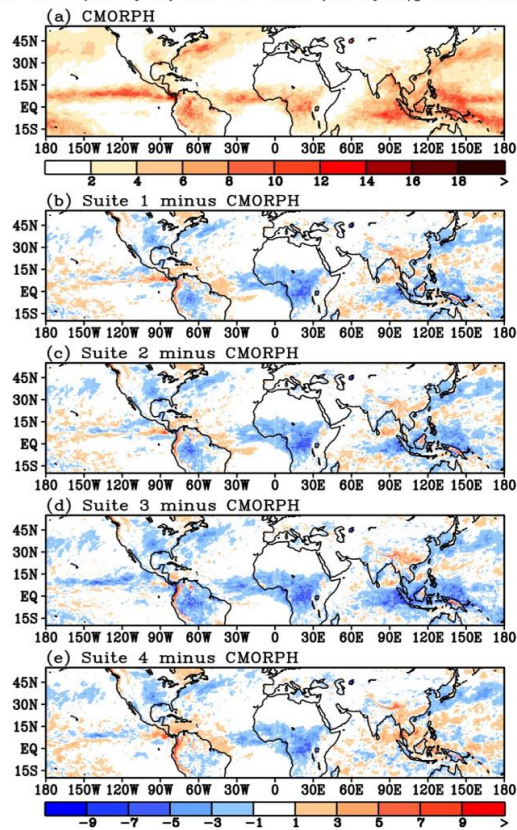 (a) CMORPH
45N
30N
15N
EQ
15S
180 150W 120W 90W 60W 30W 0 30E 60E 90E 120E 150E 180
2 4 6 8 10 12 14 16 18 >
(b) Suite 1 minus CMORPH
45N
30N
15N
EQ
15S
180 150W 120W 90W 60W 30W 0 30E 60E 90E 120E 150E 180
(c) Suite 2 minus CMORPH
45N
30N
15N
EQ
15S
180 150W 120W 90W 60W 30W 0 30E 60E 90E 120E 150E 180
(d) Suite 3 minus CMORPH
45N
30N
15N
EQ
15S
180 150W 120W 90W 60W 30W 0 30E 60E 90E 120E 150E 180
(e) Suite 4 minus CMORPH
45N
30N
15N
EQ
15S
180 150W 120W 90W 60W 30W 0 30E 60E 90E 120E 150E 180
-9 -7 -5 -3 -1 1 3 5 7 9 >